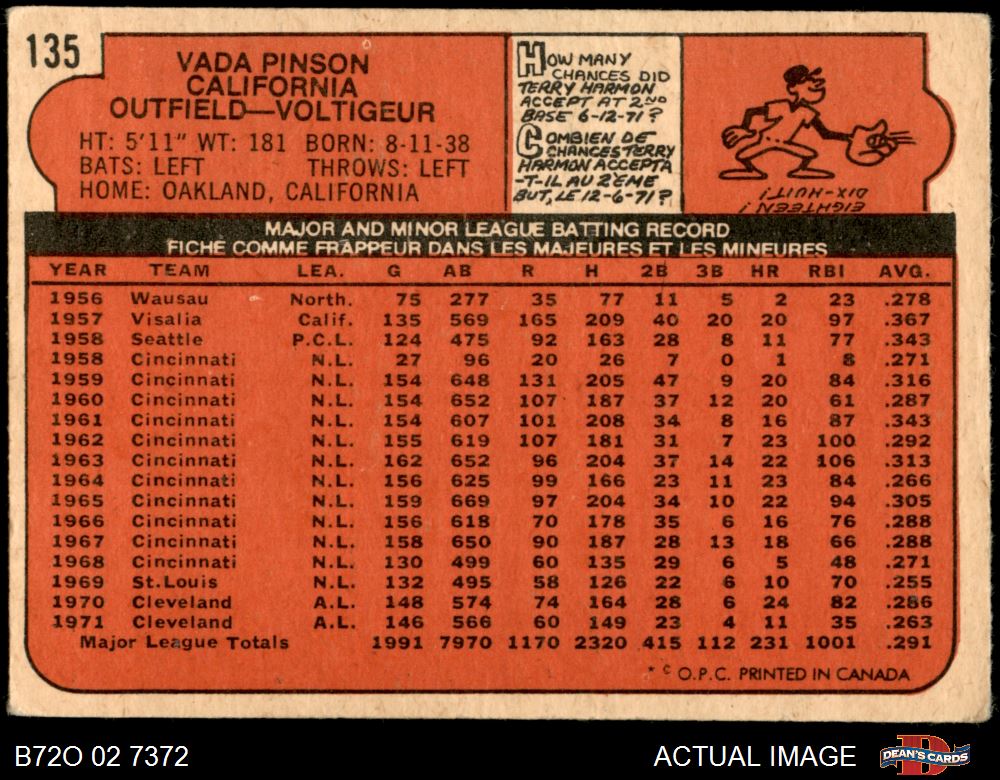 135
VADA PINSON
CALIFORNIA
OUTFIELD—VOLTIGEUR
HT: 5'11" WT: 181 BORN: 8-11-38
BATS: LEFT THROWS: LEFT
HOME: OAKLAND, CALIFORNIA
HOW MANY
CHANCES DID
TERRY HARMON
ACCEPT AT 2ND
BASE 6-12-71?
COMBIEN DE
CHANCES TERRY
HARMON ACCEPTA
-T-IL AU 2EME
BUT, LE 12-6-71?
EIGHTEEN!
DIX-HUIT!
MAJOR AND MINOR LEAGUE BATTING RECORD
FICHE COMME FRAPPEUR DANS LES MAJEURES ET LES MINEURES
YEAR TEAM LEA. G AB R H 2B 3B HR RBI AVG.
1956 Wausau North. 75 277 35 77 11 5 2 23 .278
1957 Visalia Calif. 135 569 165 209 40 20 20 97 .367
1958 Seattle P.C.L. 124 475 92 163 28 8 11 77 .343
1958 Cincinnati N.L. 27 96 20 26 7 0 1 8 .271
1959 Cincinnati N.L. 154 648 131 205 47 9 20 84 .316
1960 Cincinnati N.L. 154 652 107 187 37 12 20 61 .287
1961 Cincinnati N.L. 154 607 101 208 34 8 16 87 .343
1962 Cincinnati N.L. 155 619 107 181 31 7 23 100 .292
1963 Cincinnati N.L. 162 652 96 204 37 14 22 106 .313
1964 Cincinnati N.L. 156 625 99 166 23 11 23 84 .266
1965 Cincinnati N.L. 159 669 97 204 34 10 22 94 .305
1966 Cincinnati N.L. 156 618 70 178 35 6 16 76 .288
1967 Cincinnati N.L. 158 650 90 187 28 13 18 66 .288
1968 Cincinnati N.L. 130 499 60 135 29 6 5 48 .271
1969 St.Louis N.L. 132 495 58 126 22 6 10 70 .255
1970 Cleveland A.L. 148 574 74 164 28 6 24 82 .286
1971 Cleveland A.L. 146 566 60 149 23 4 11 35 .263
Major League Totals 1991 7970 1170 2320 415 112 231 1001 .291
* © O.P.C. PRINTED IN CANADA
B72O 02 7372
ACTUAL IMAGE
DEAN'S CARDS